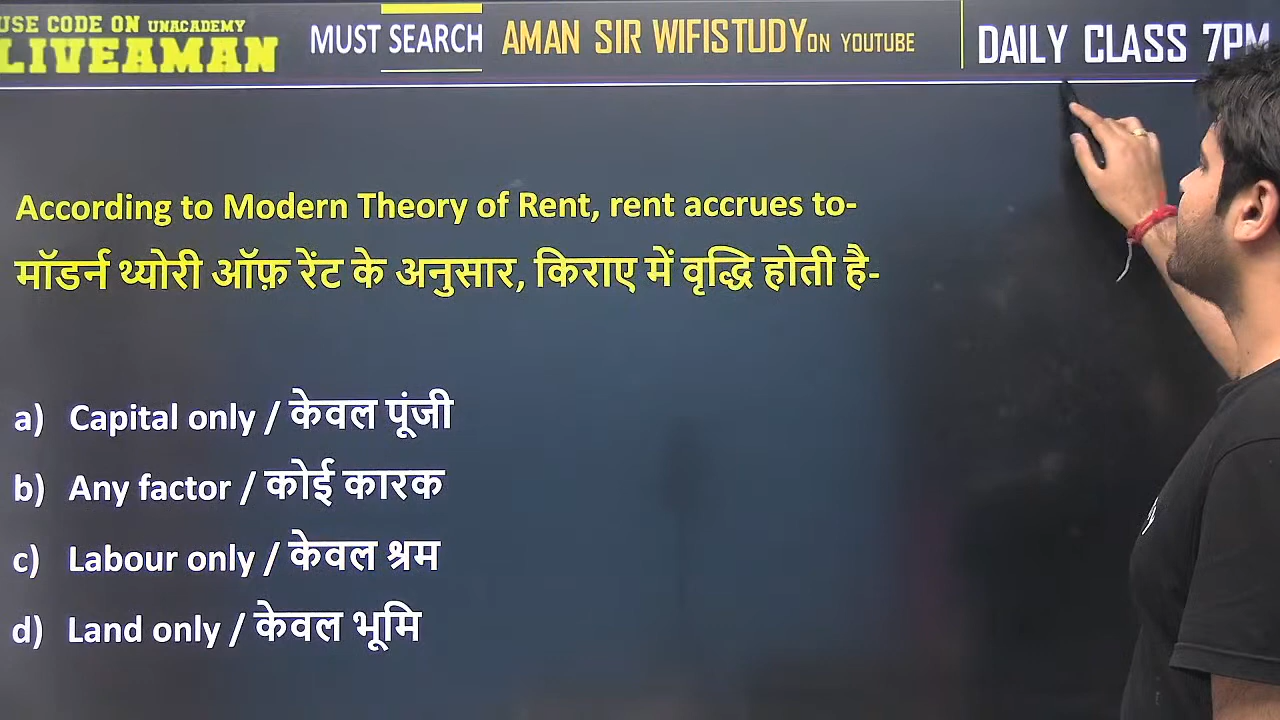 USE CODE ON UNACADEMY
LIVEAMAN
MUST SEARCH AMAN SIR WIFISTUDY ON YOUTUBE
DAILY CLASS 7PM
According to Modern Theory of Rent, rent accrues to-
मॉडर्न थ्योरी ऑफ़ रेंट के अनुसार, किराए में वृद्धि होती है-
a) Capital only / केवल पूंजी
b) Any factor / कोई कारक
c) Labour only / केवल श्रम
d) Land only / केवल भूमि